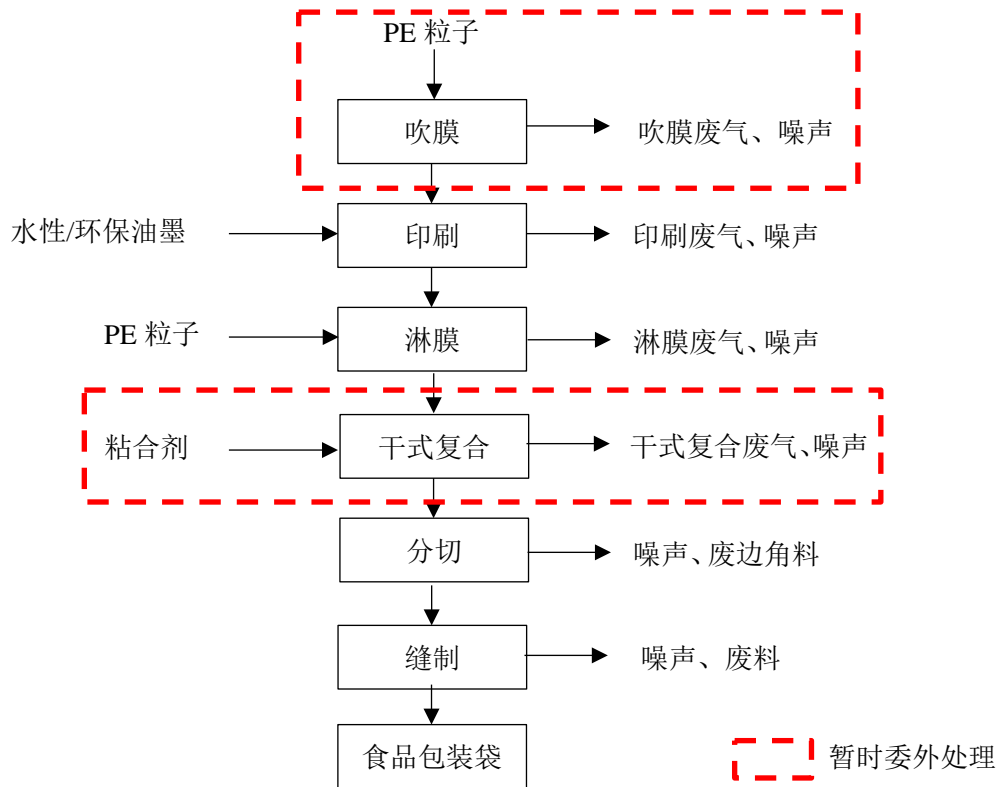 PE 粒子
吹膜
吹膜废气、噪声
水性/环保油墨
印刷
印刷废气、噪声
PE 粒子
淋膜
淋膜废气、噪声
粘合剂
干式复合
干式复合废气、噪声
分切
噪声、废边角料
缝制
噪声、废料
食品包装袋
暂时委外处理